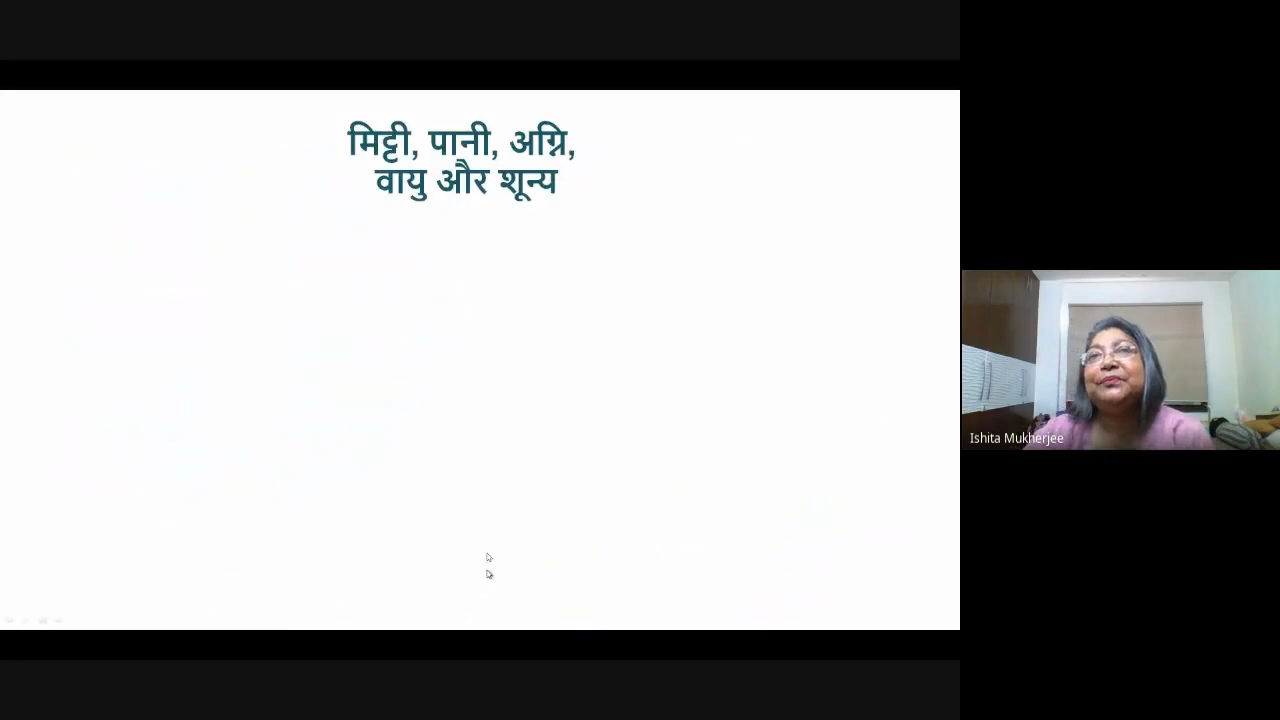 मिट्टी, पानी, अग्नि,
वायु और शून्य
Ishita Mukherjee